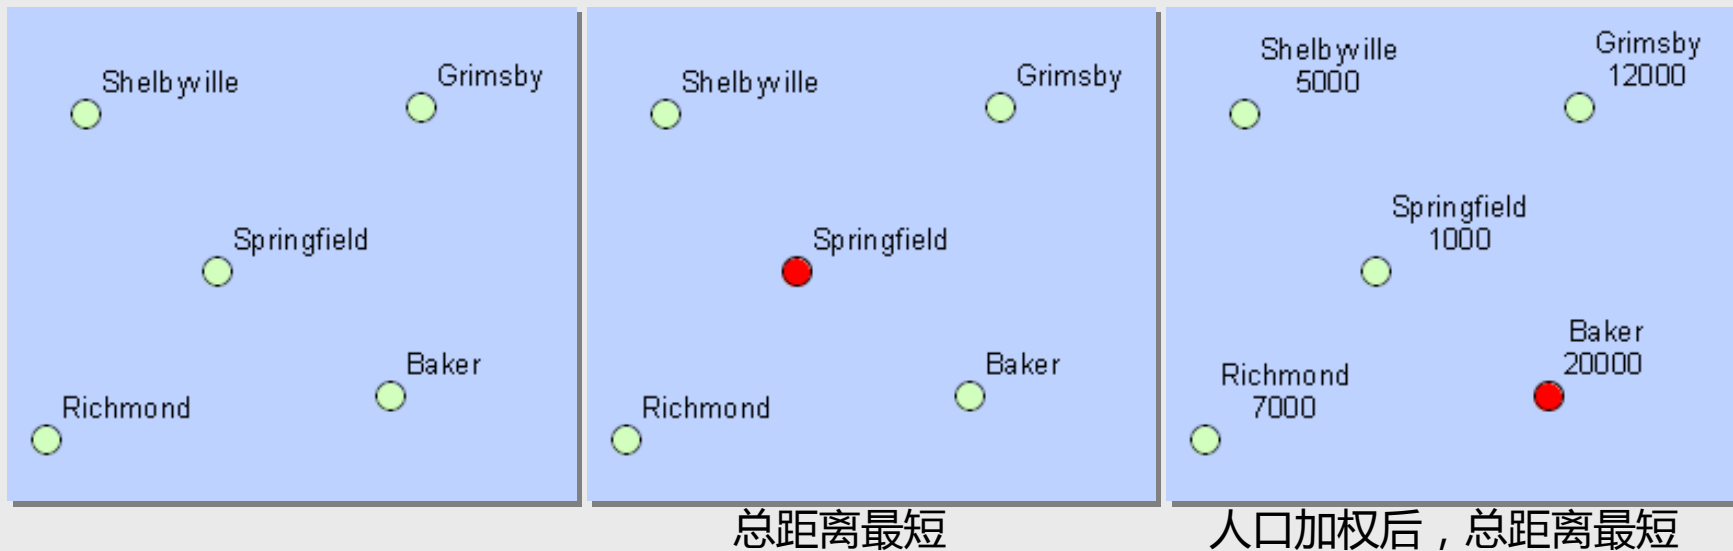 Shelbyville
Grimsby
Springfield
Baker
Richmond
Shelbyville
Grimsby
Springfield
Baker
Richmond
总距离最短
Shelbyville
5000
Grimsby
12000
Springfield
1000
Baker
20000
Richmond
7000
人口加权后，总距离最短